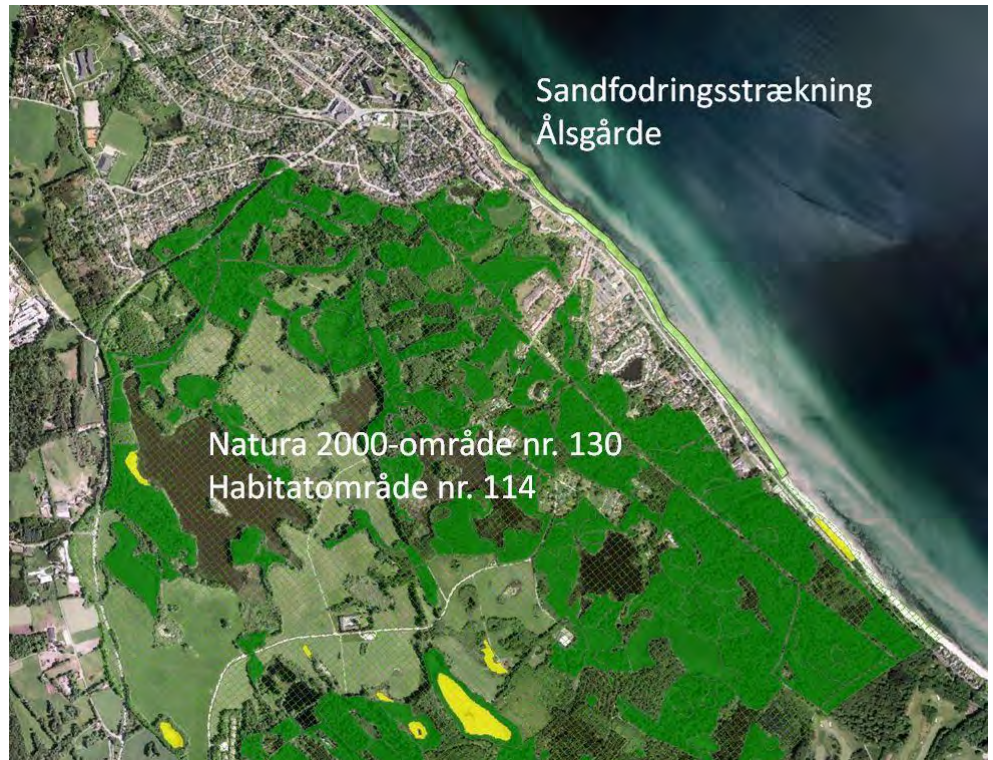 Sandfodringsstrækning
Ålsgårde
Natura 2000-område nr. 130
Habitatområde nr. 114